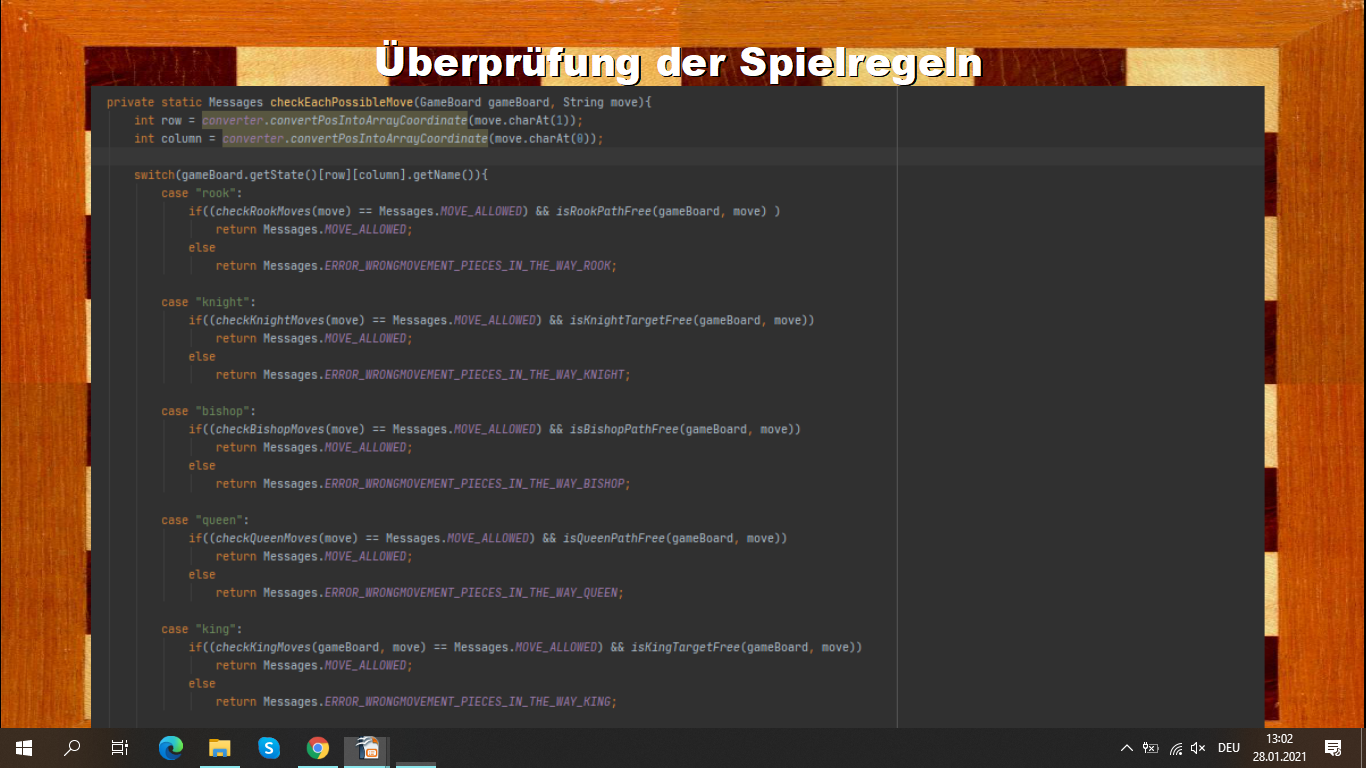 Überprüfung der Spielregeln
private static Messages checkEachPossibleMove(GameBoard gameBoard, String move){
int row = converter.convertPosIntoArrayCoordinate(move.charAt(1));
int column = converter.convertPosIntoArrayCoordinate(move.charAt(0));
switch(gameBoard.getState()[row][column].getName()){
case "rook":
if((checkRookMoves(move) == Messages.MOVE_ALLOWED) && isRookPathFree(gameBoard, move) )
return Messages.MOVE_ALLOWED;
else
return Messages.ERROR_WRONGMOVEMENT_PIECES_IN_THE_WAY_ROOK;
case "knight":
if((checkKnightMoves(move) == Messages.MOVE_ALLOWED) && isKnightTargetFree(gameBoard, move))
return Messages.MOVE_ALLOWED;
else
return Messages.ERROR_WRONGMOVEMENT_PIECES_IN_THE_WAY_KNIGHT;
case "bishop":
if((checkBishopMoves(move) == Messages.MOVE_ALLOWED) && isBishopPathFree(gameBoard, move))
return Messages.MOVE_ALLOWED;
else
return Messages.ERROR_WRONGMOVEMENT_PIECES_IN_THE_WAY_BISHOP;
case "queen":
if((checkQueenMoves(move) == Messages.MOVE_ALLOWED) && isQueenPathFree(gameBoard, move))
return Messages.MOVE_ALLOWED;
else
return Messages.ERROR_WRONGMOVEMENT_PIECES_IN_THE_WAY_QUEEN;
case "king":
if((checkKingMoves(gameBoard, move) == Messages.MOVE_ALLOWED) && isKingTargetFree(gameBoard, move))
return Messages.MOVE_ALLOWED;
else
return Messages.ERROR_WRONGMOVEMENT_PIECES_IN_THE_WAY_KING;
DEU
13:02
28.01.2021